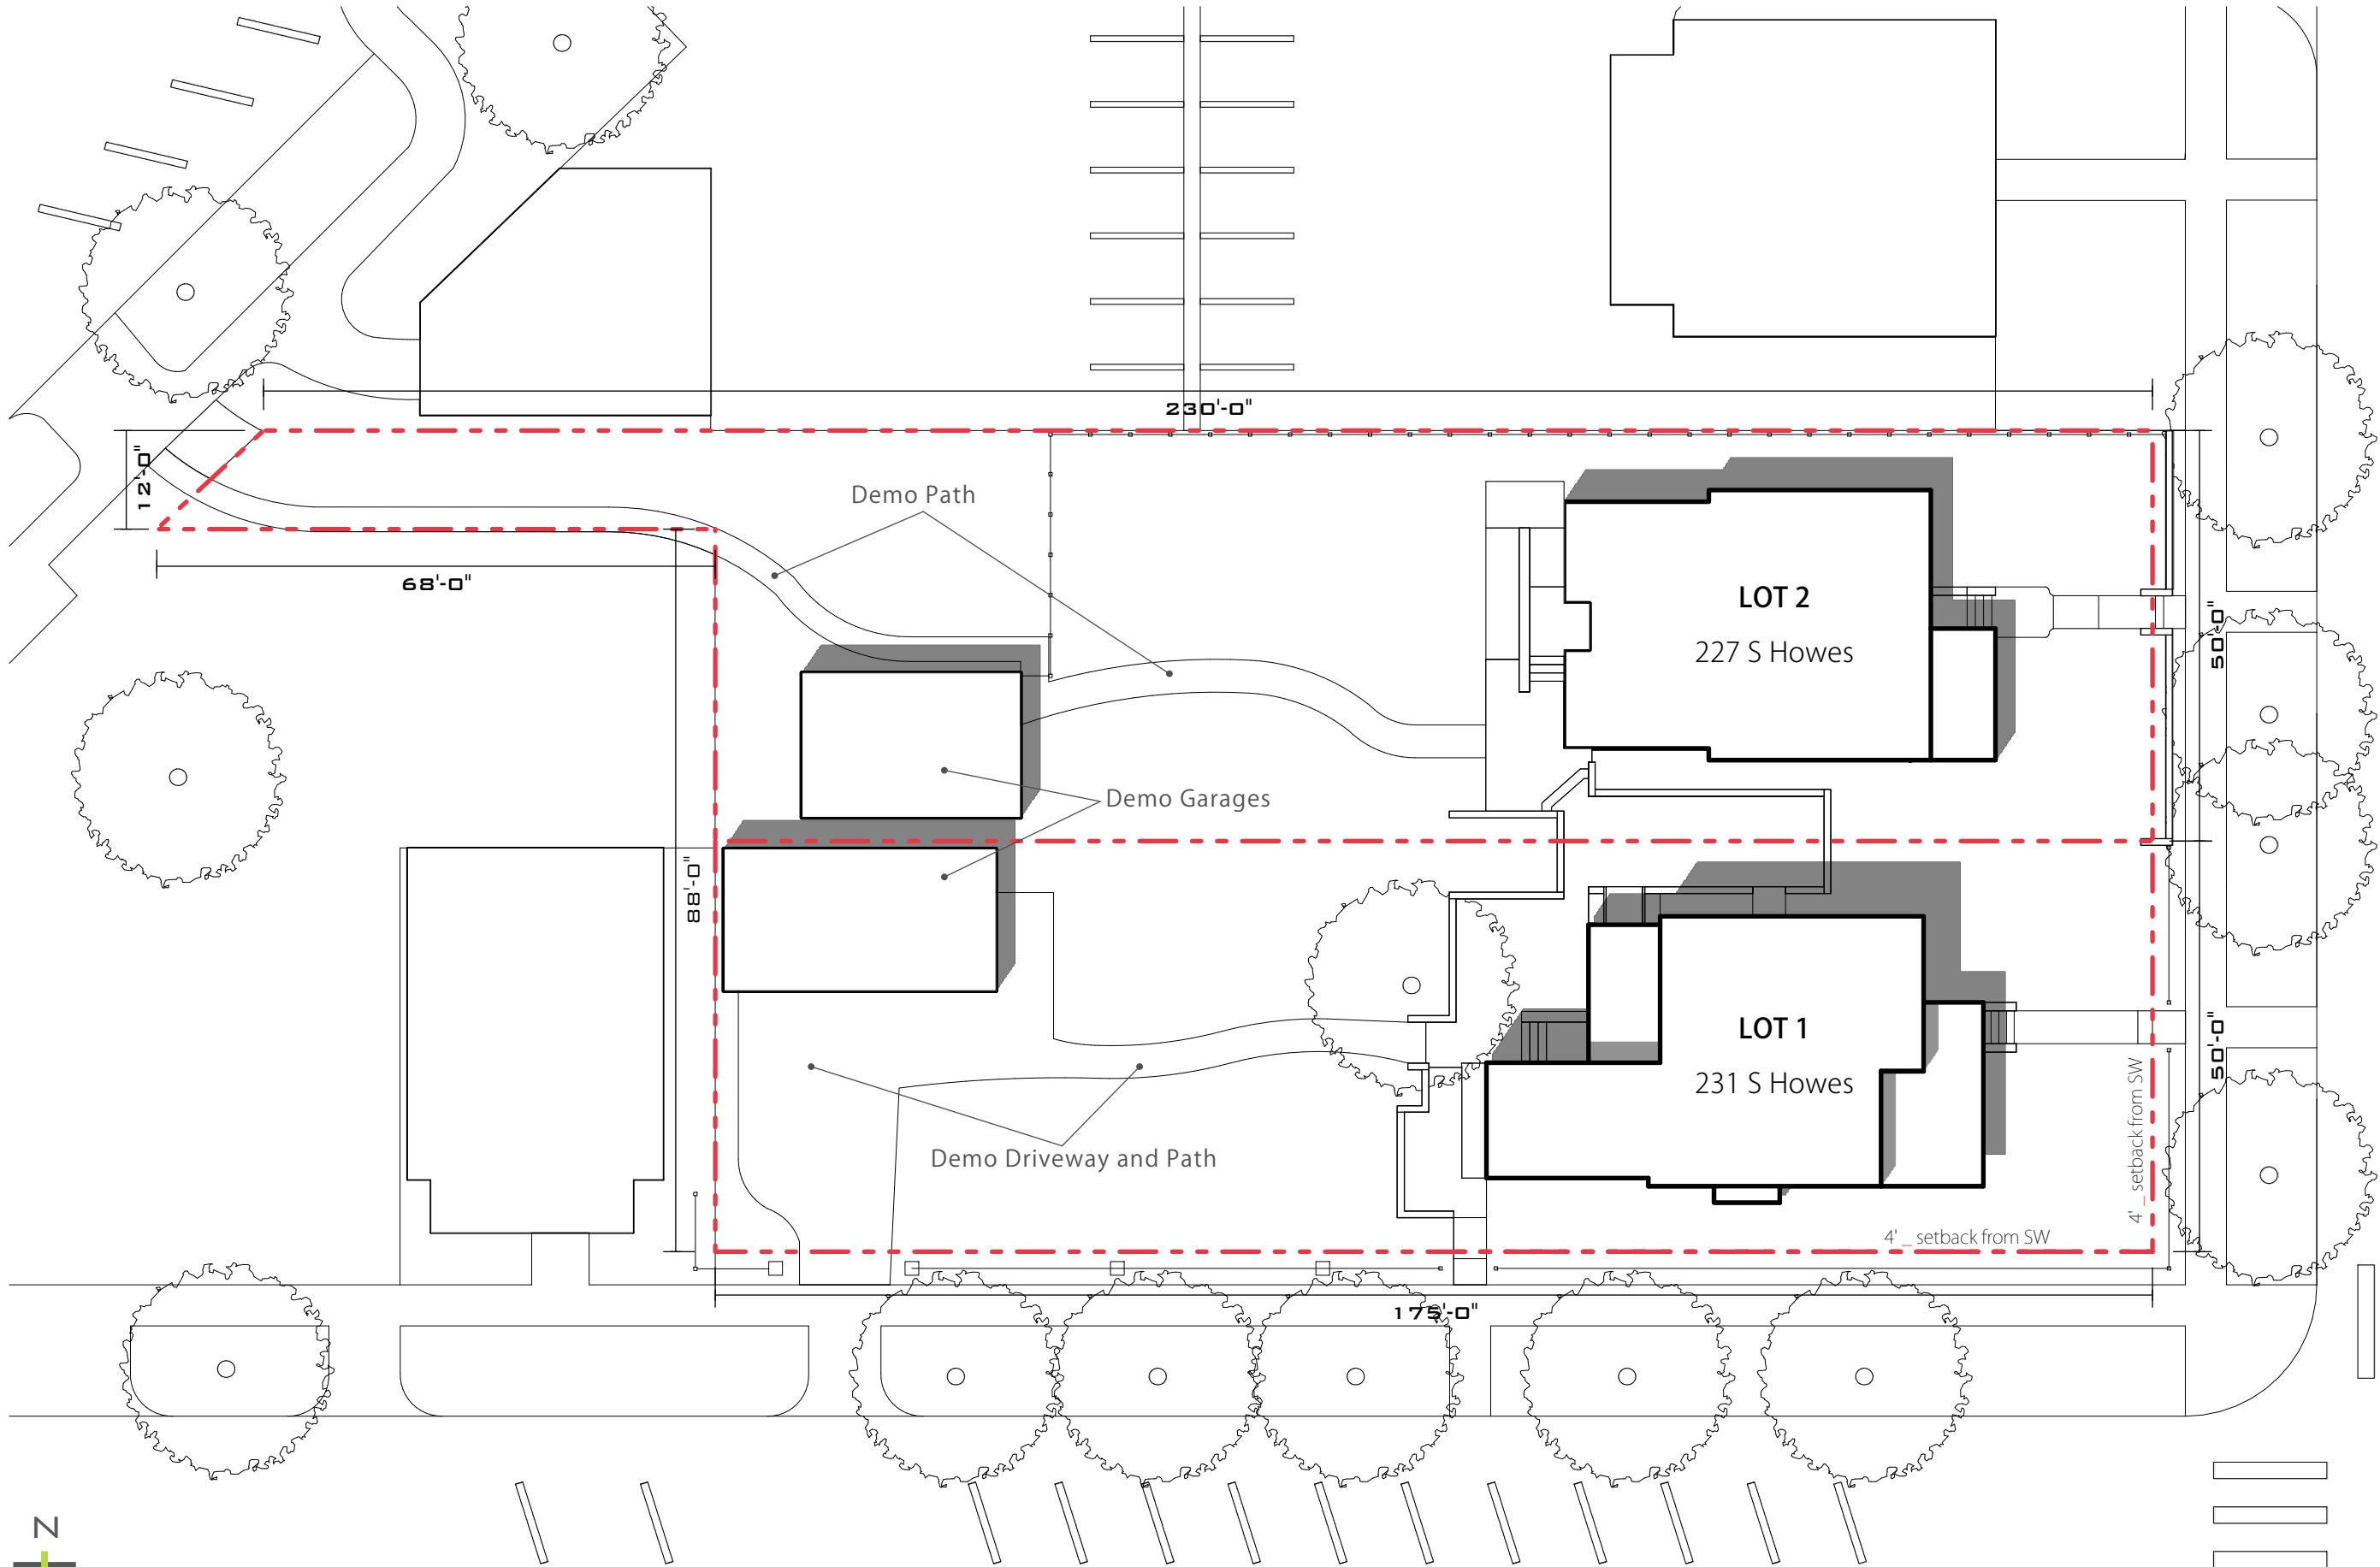 230'-0"
12'-0"
Demo Path
68'-0"
LOT 2
227 S Howes
50'-0"
Demo Garages
88'-0"
LOT 1
231 S Howes
50'-0"
4'_ setback from SW
Demo Driveway and Path
4'_ setback from SW
175'-0"
N